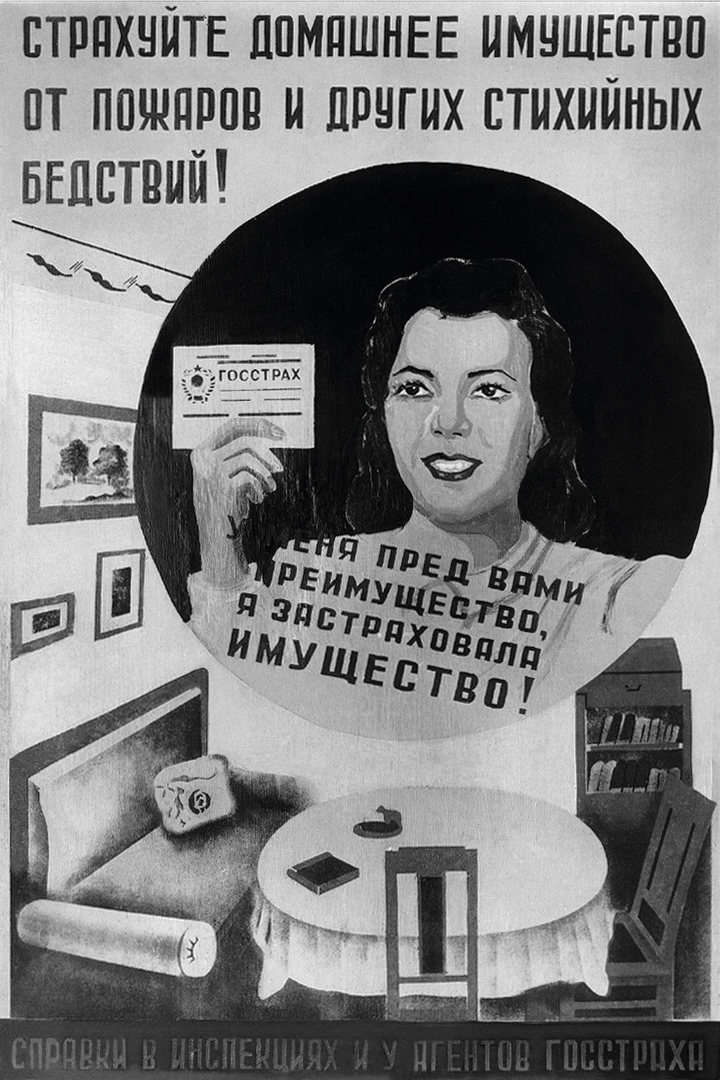 СТРАХУЙТЕ ДОМАШНЕЕ ИМУЩЕСТВО
ОТ ПОЖАРОВ И ДРУГИХ СТИХИЙНЫХ
БЕДСТВИЙ!
ГОССТРАХ
У МЕНЯ ПРЕД ВАМИ
ПРЕИМУЩЕСТВО,
Я ЗАСТРАХОВАЛА
ИМУЩЕСТВО!
СПРАВКИ В ИНСПЕКЦИЯХ И У АГЕНТОВ ГОССТРАХА